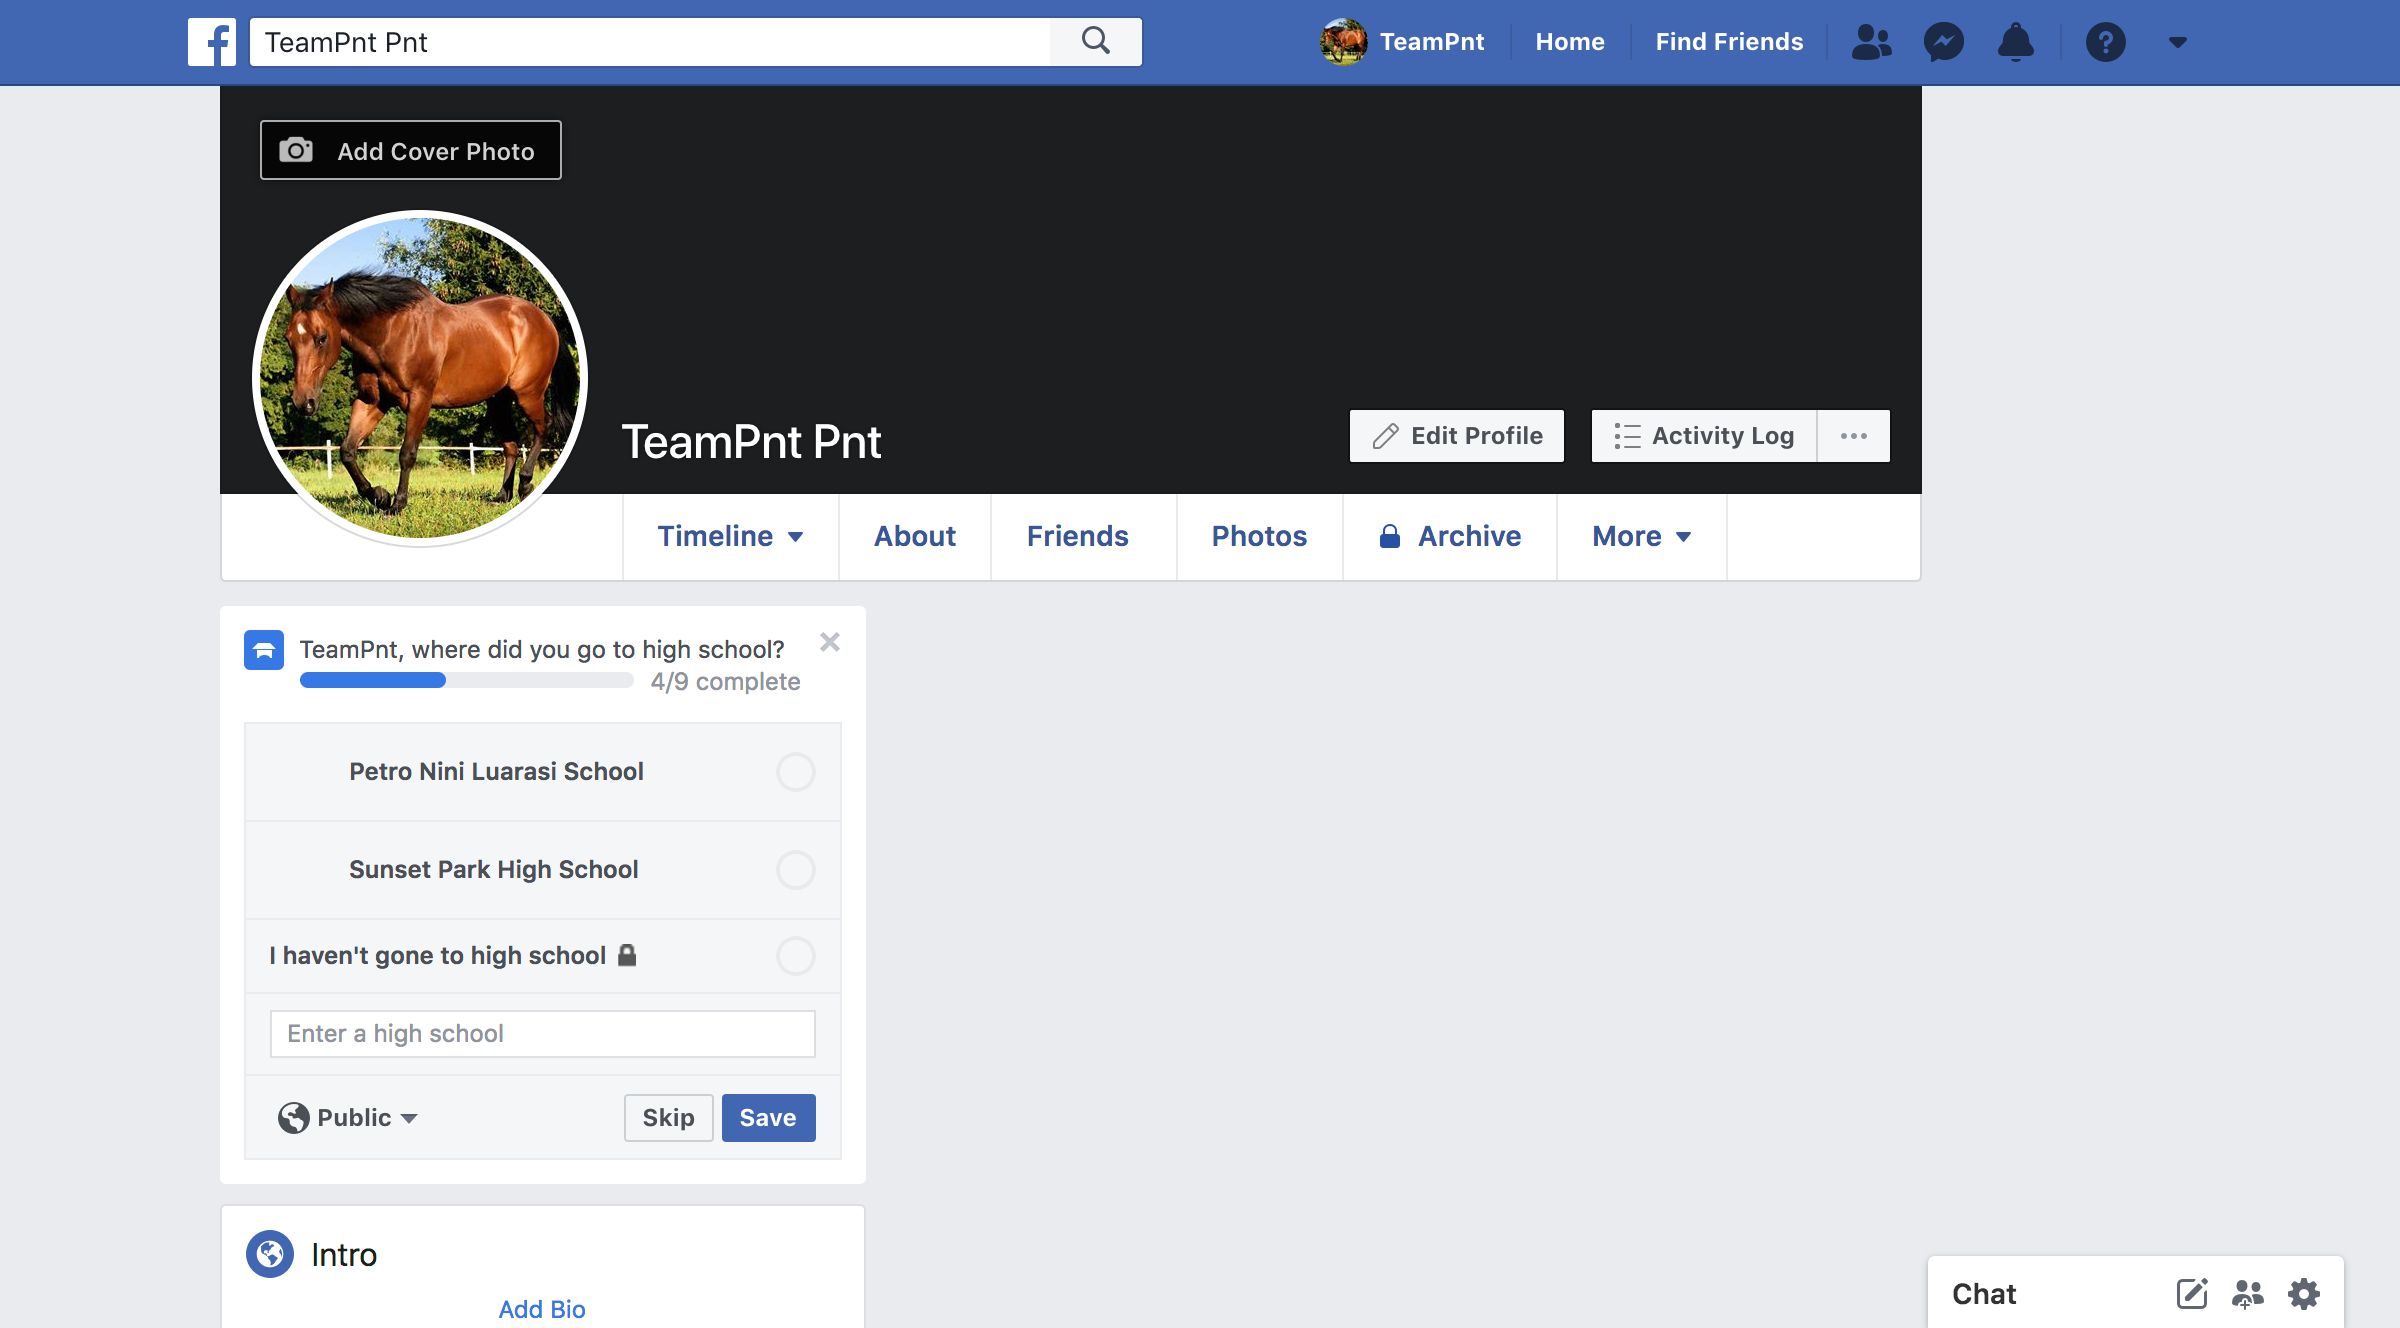 TeamPnt Pnt
TeamPnt
Home
Find Friends
Add Cover Photo
TeamPnt Pnt
Edit Profile
Activity Log
Timeline
About
Friends
Photos
Archive
More
TeamPnt, where did you go to high school?
4/9 complete
Petro Nini Luarasi School
Sunset Park High School
I haven't gone to high school
Enter a high school
Public
Skip
Save
Intro
Add Bio
Chat